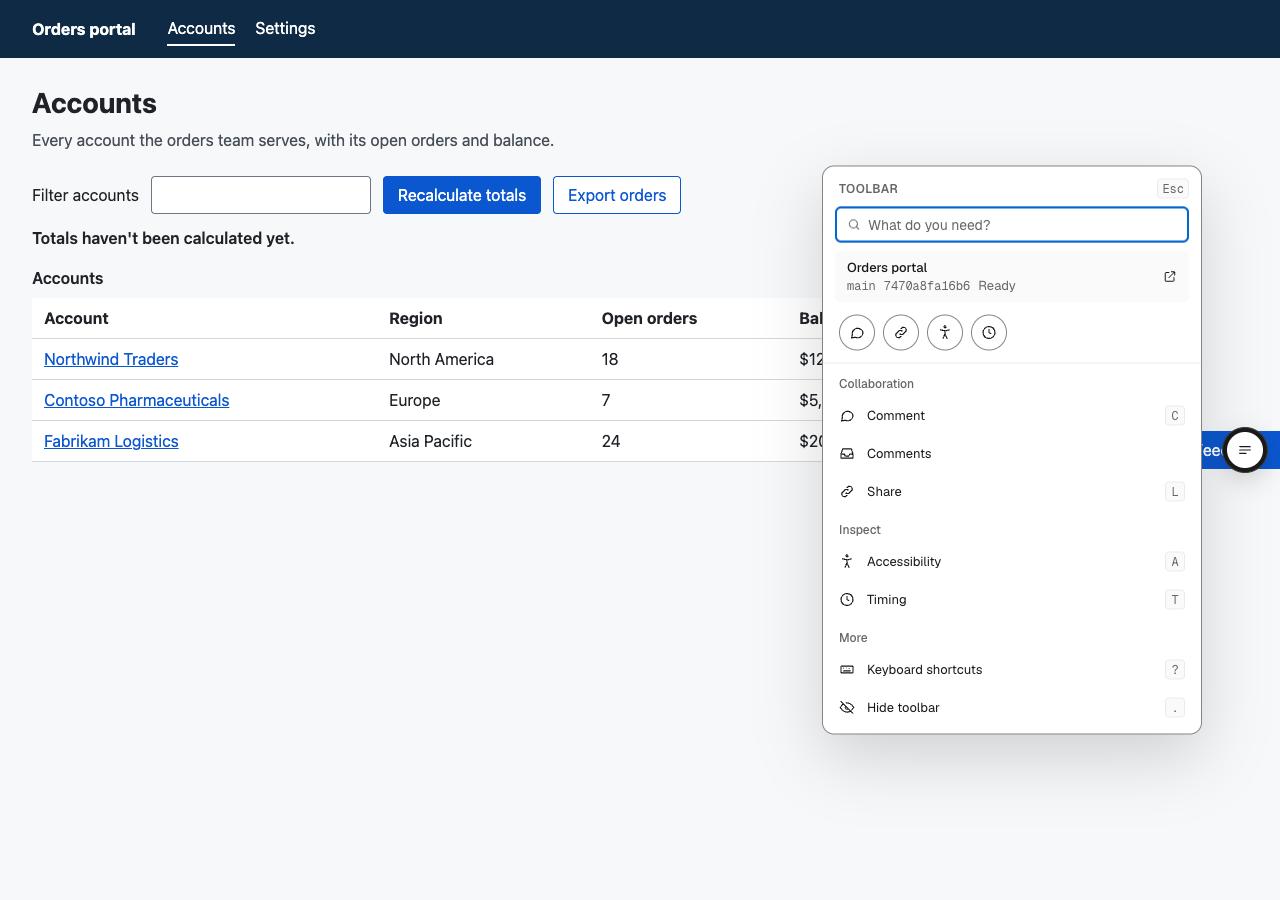 Orders portal Accounts Settings
Accounts
Every account the orders team serves, with its open orders and balance.
Filter accounts Recalculate totals Export orders
Totals haven't been calculated yet.
Accounts
Account Region Open orders
Northwind Traders North America 18
Contoso Pharmaceuticals Europe 7
Fabrikam Logistics Asia Pacific 24
TOOLBAR Esc
What do you need?
Orders portal
main 7470a8fa16b6 Ready
Collaboration
Comment C
Comments
Share L
Inspect
Accessibility A
Timing T
More
Keyboard shortcuts ?
Hide toolbar .